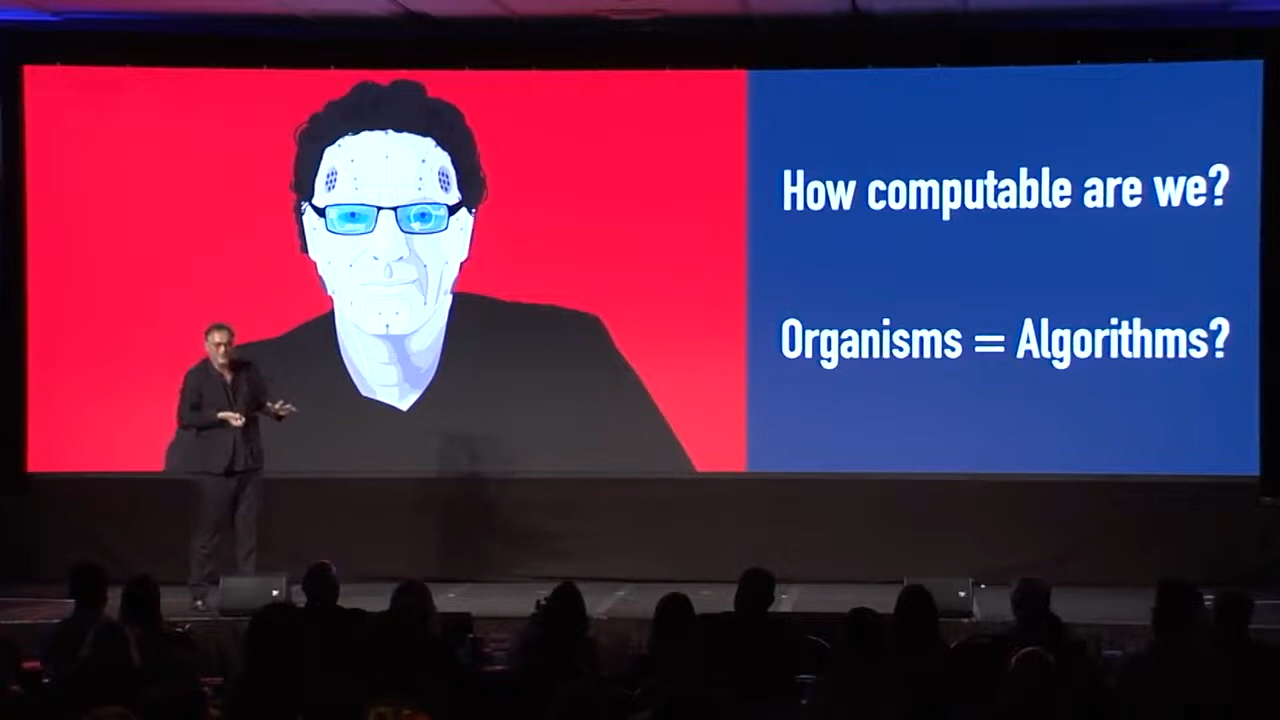 How computable are we?
Organisms = Algorithms?